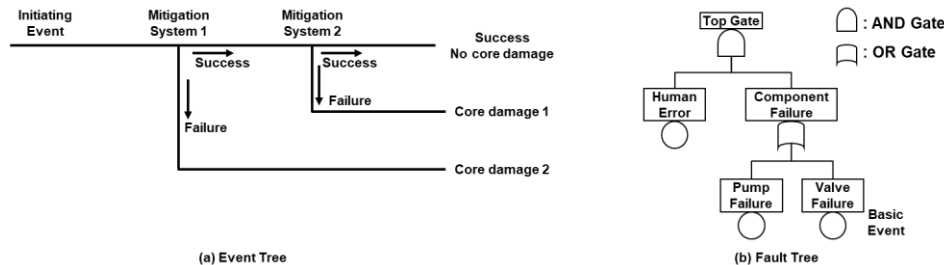 Initiating
Event
Mitigation
System 1
Mitigation
System 2
Success
No core damage
Success
Success
Failure
Core damage 1
Failure
Core damage 2
(a) Event Tree
Top Gate
: AND Gate
: OR Gate
Human
Error
Component
Failure
Pump
Failure
Valve
Failure
Basic
Event
(b) Fault Tree